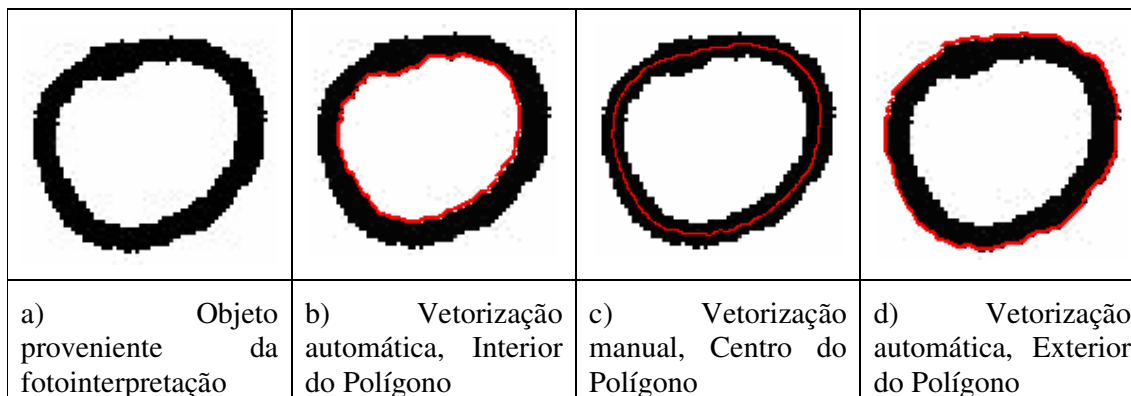 a) Objeto
proveniente da
fotointerpretação
b) Vetorização
automática, Interior
do Polígono
c) Vetorização
manual, Centro do
Polígono
d) Vetorização
automática, Exterior
do Polígono